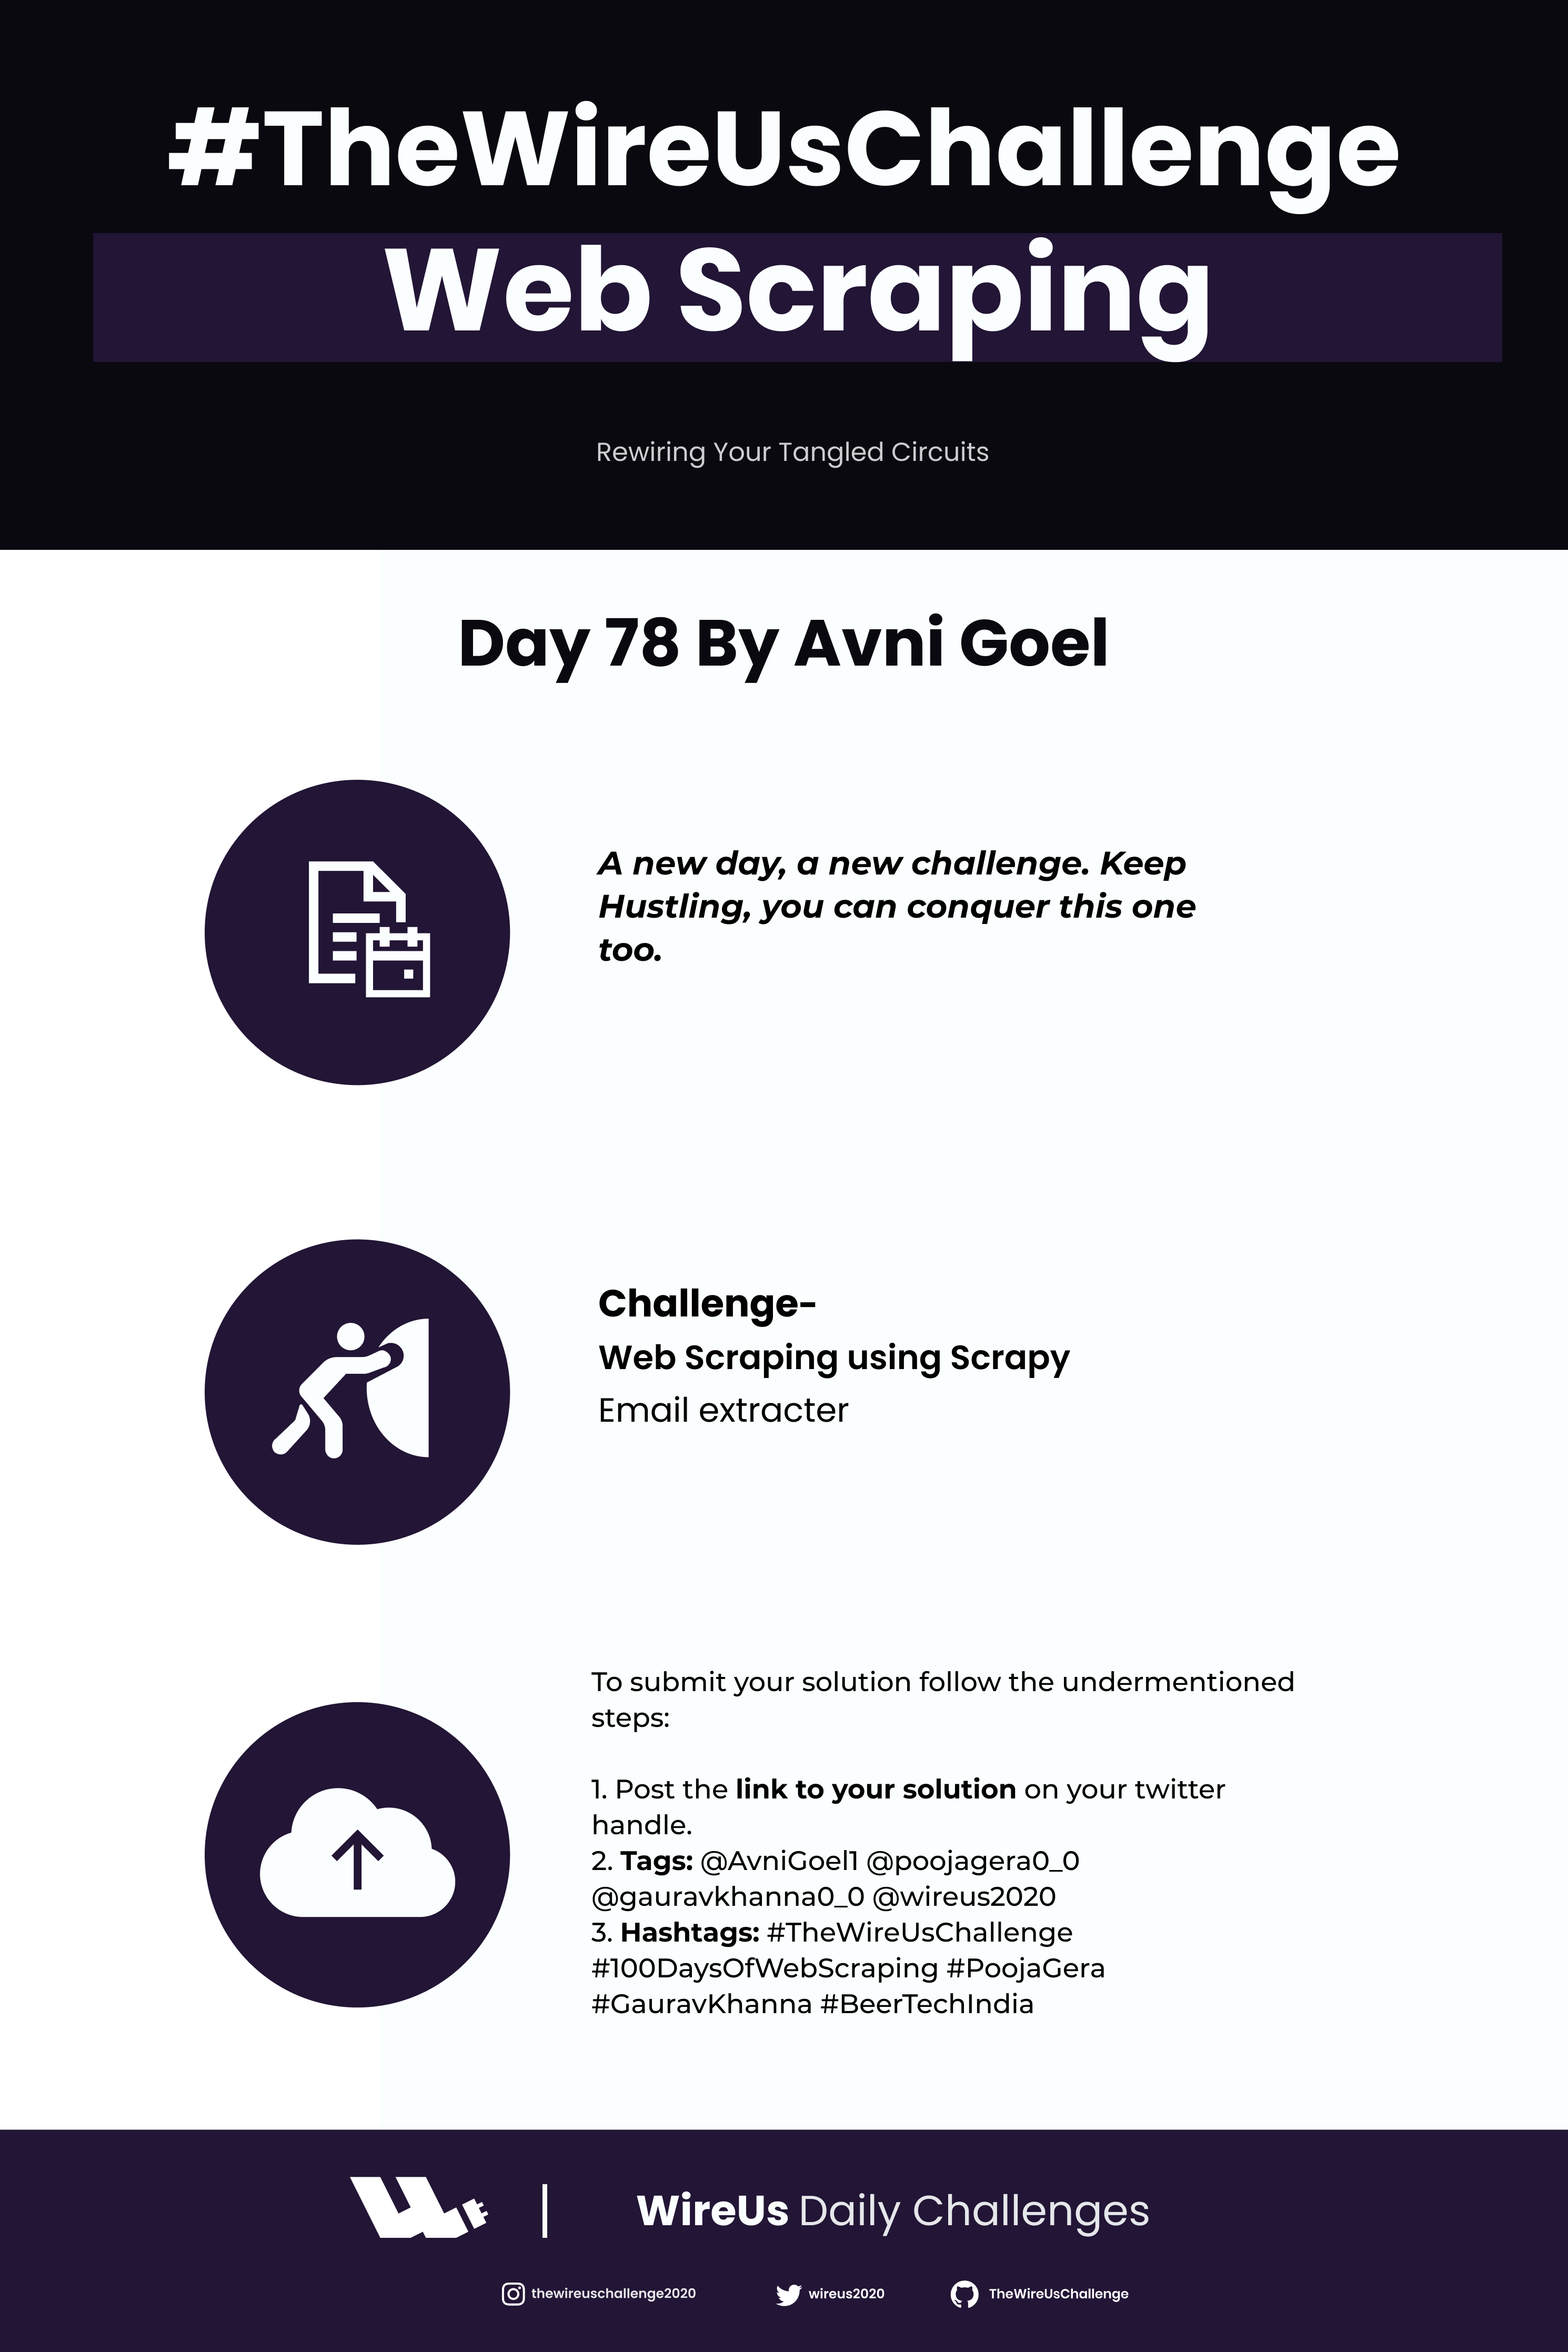 #TheWireUsChallenge
Web Scraping
Rewiring Your Tangled Circuits
Day 78 By Avni Goel
A new day, a new challenge. Keep
Hustling, you can conquer this one
too.
Challenge-
Web Scraping using Scrapy
Email extracter
To submit your solution follow the undermentioned
steps:
1. Post the link to your solution on your twitter
handle.
2. Tags: @AvniGoel1 @poojagera0_0
@gauravkhanna0_0 @wireus2020
3. Hashtags: #TheWireUsChallenge
#100DaysOfWebScraping #PoojaGera
#GauravKhanna #BeerTechIndia
WireUs Daily Challenges
thewireuschallenge2020
wireus2020
TheWireUsChallenge